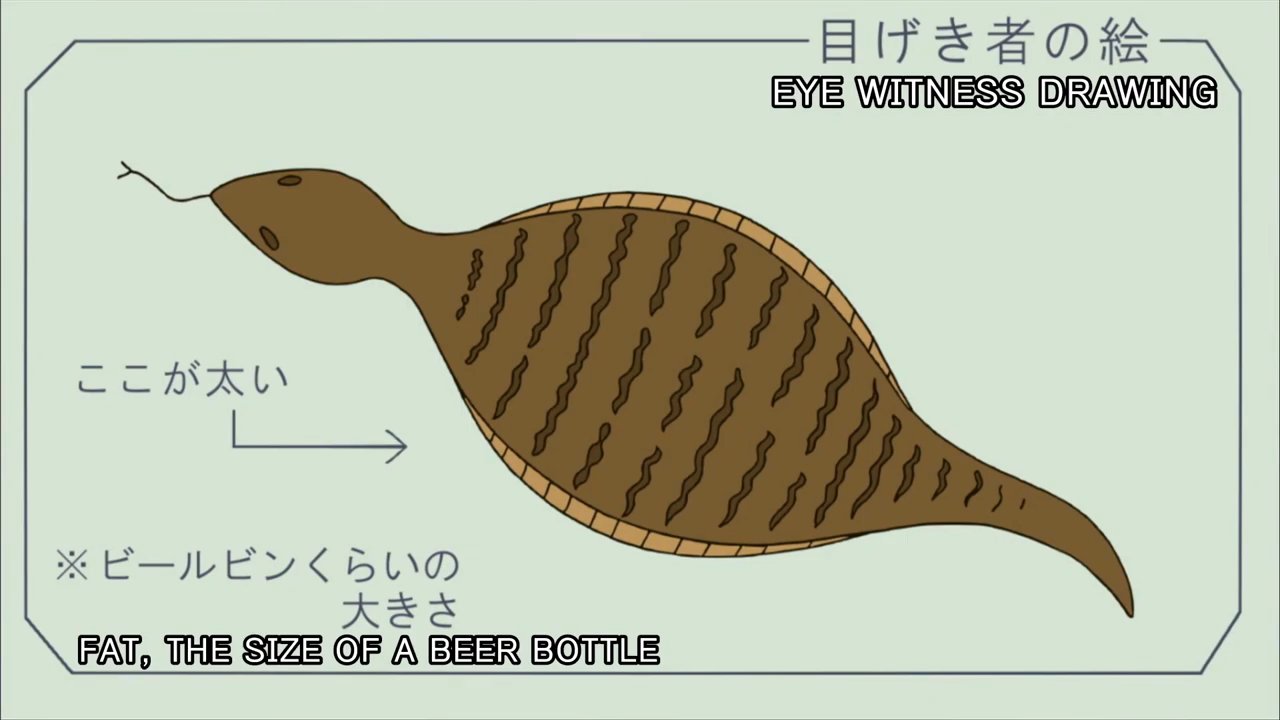 目げき者の絵
EYE WITNESS DRAWING
ここが太い
※ビールビンくらいの
大きさ
FAT, THE SIZE OF A BEER BOTTLE